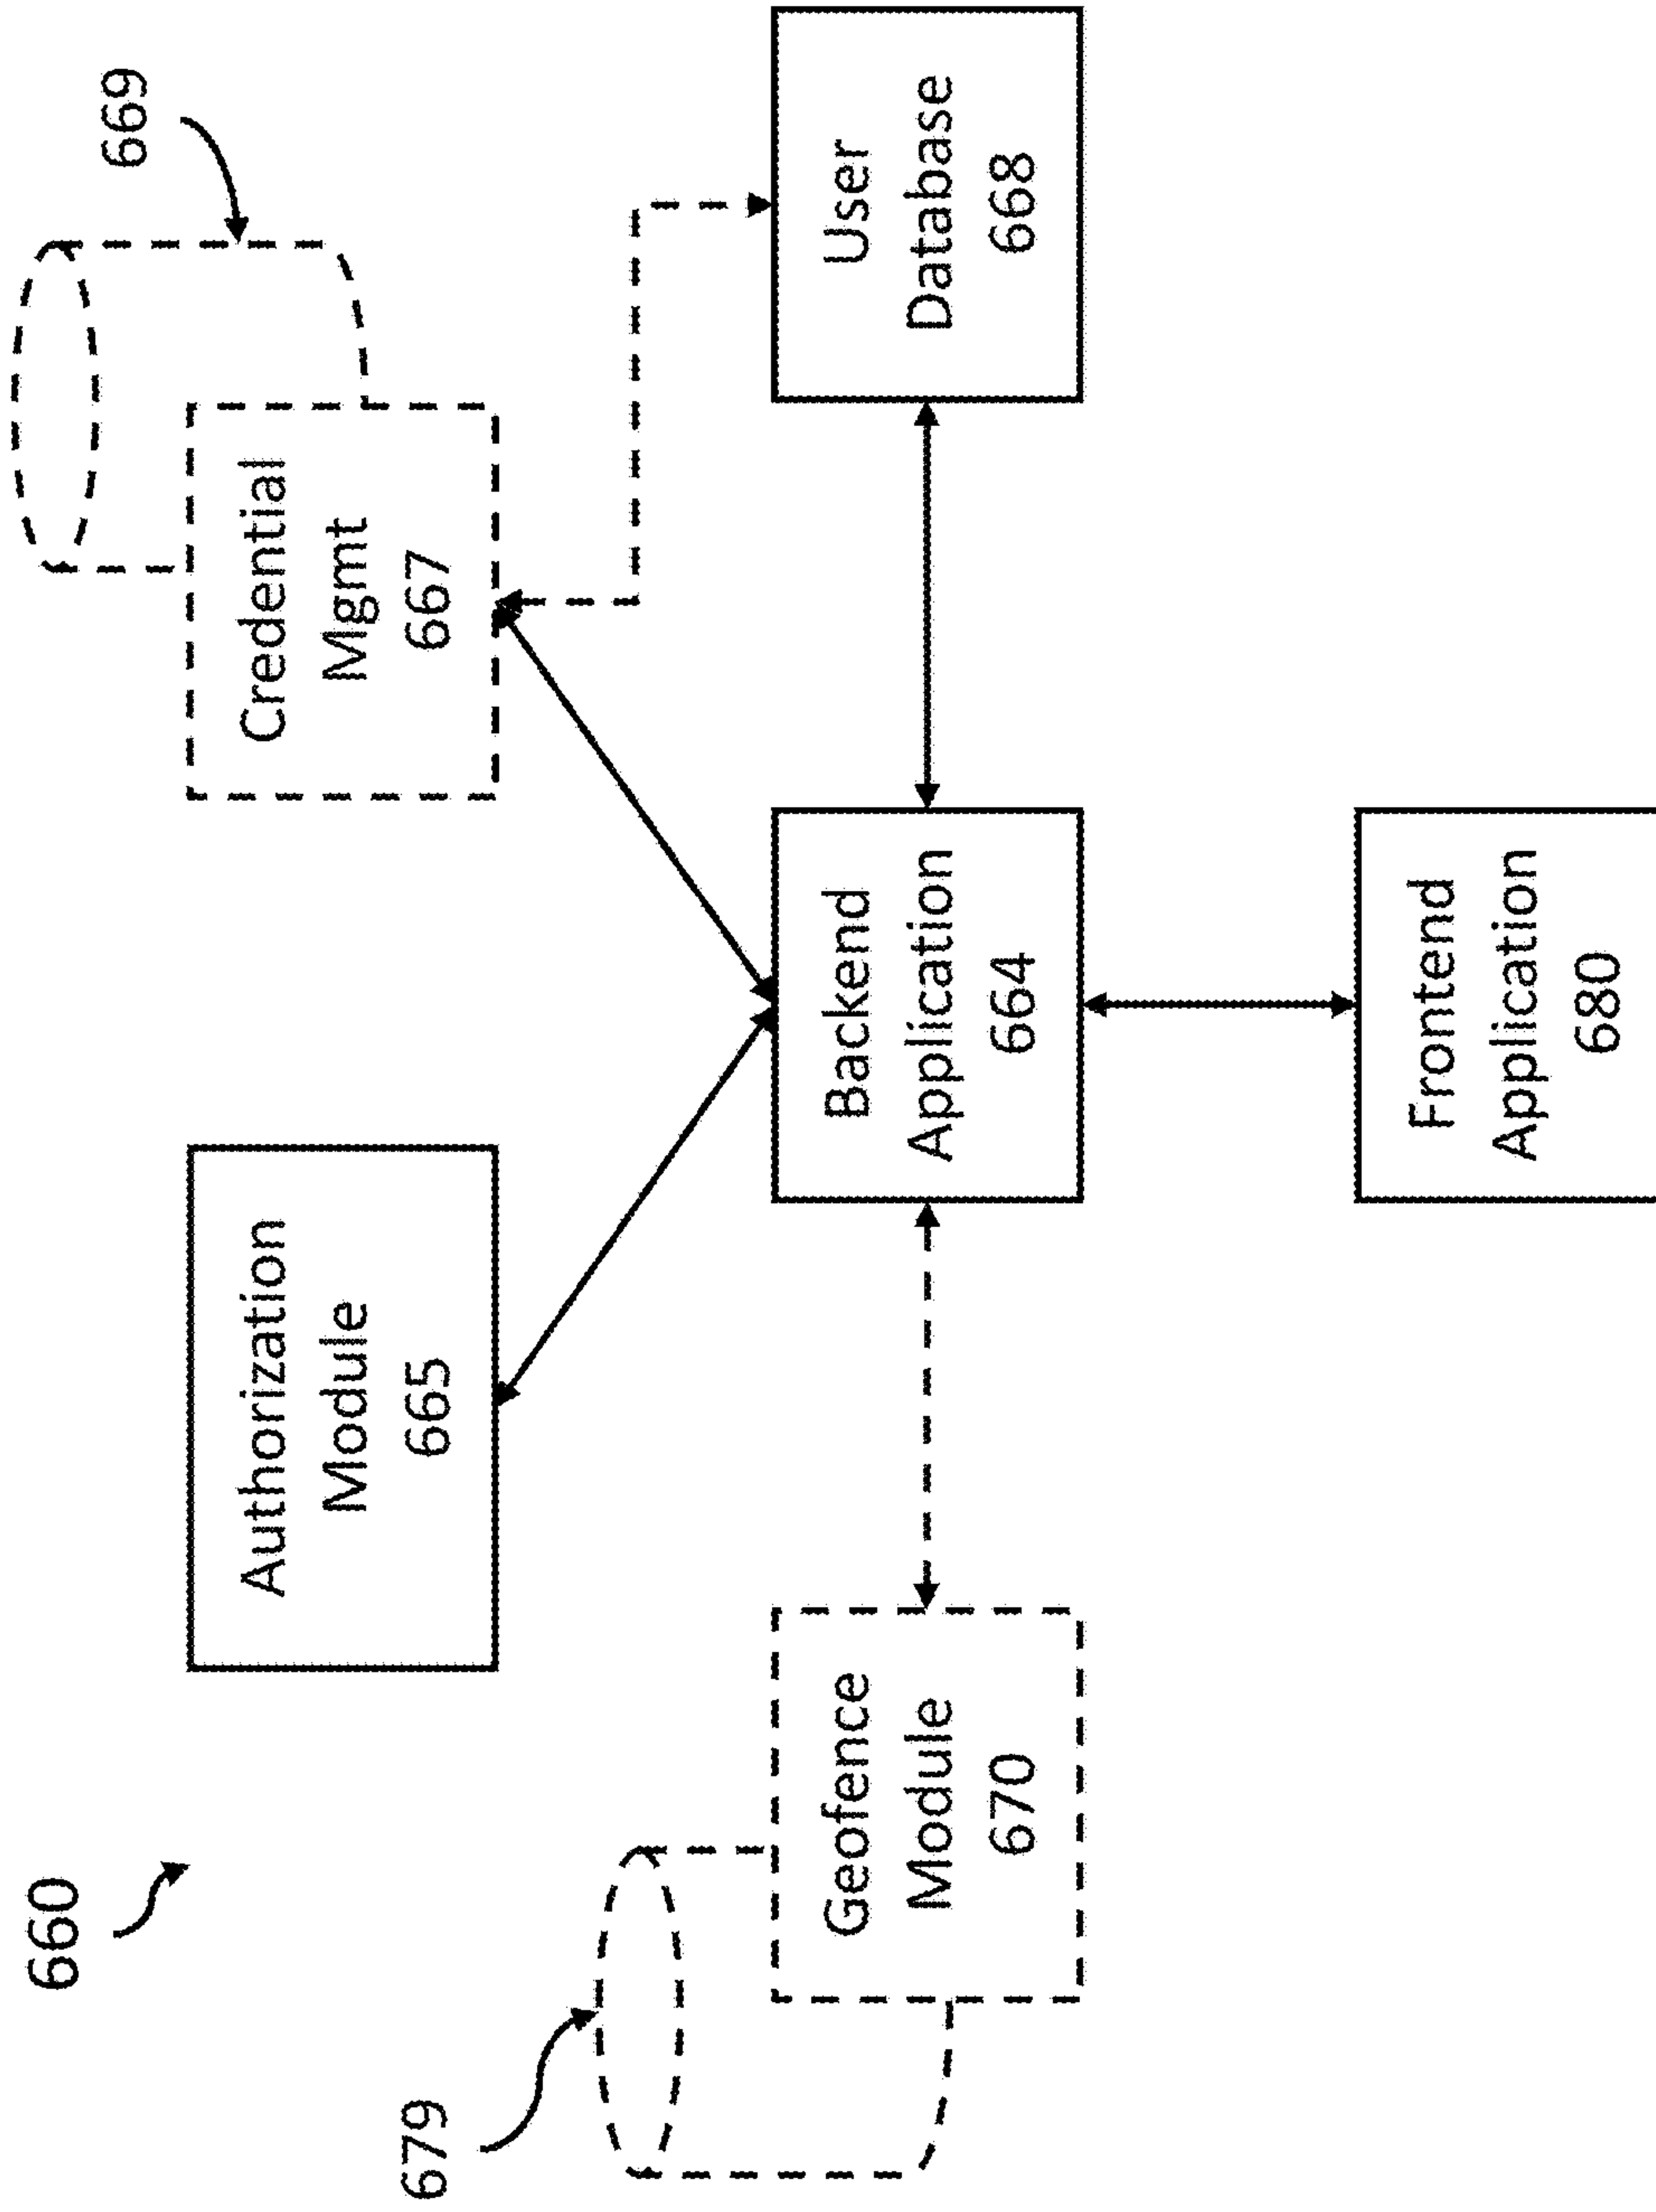 660
669
Authorization
Module
665
Credential
Mgmt
667
679
Geofence
Module
670
Backend
Application
664
User
Database
668
Frontend
Application
680